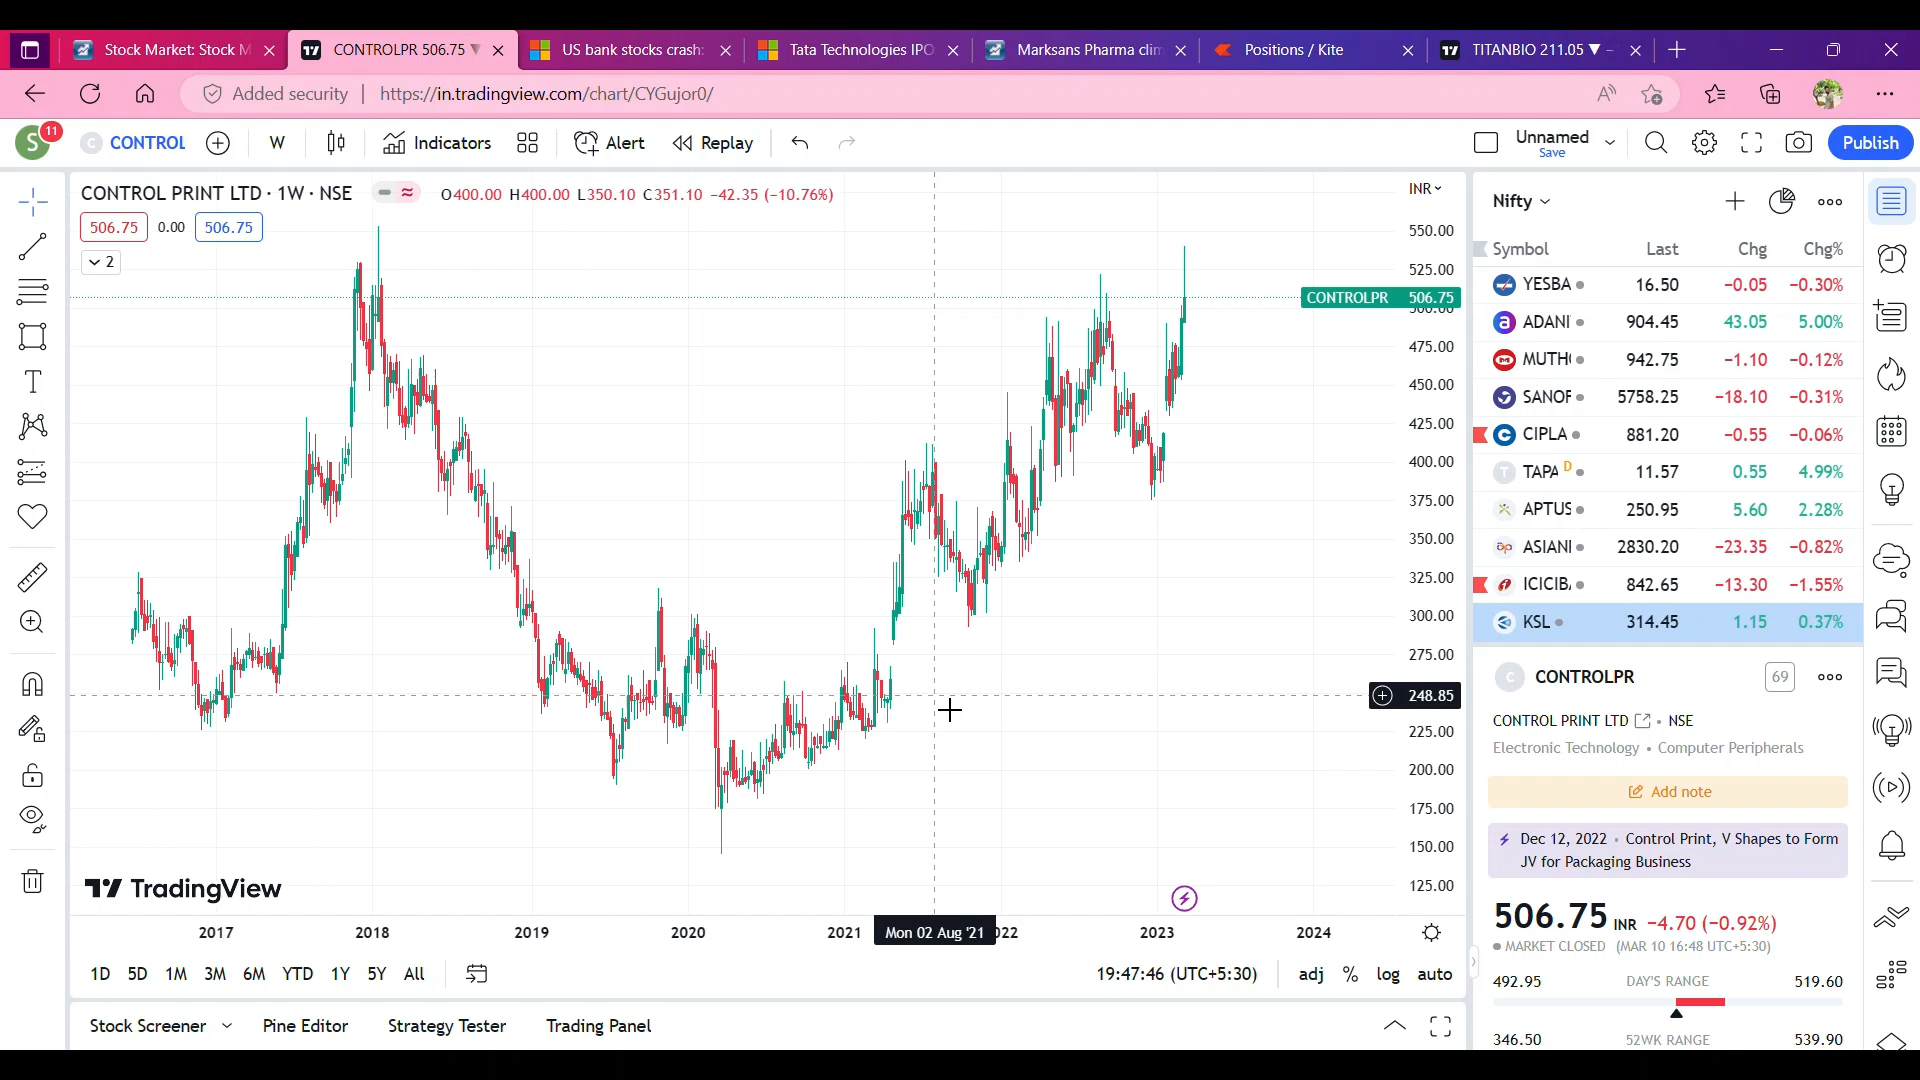 Stock Market: Stock M
CONTROLPR 506.75 ▼
US bank stocks crash:
Tata Technologies IPO
Marksans Pharma clim
Positions / Kite
TITANBIO 211.05 ▼ -
Added security
https://in.tradingview.com/chart/CYGujor0/
S 11
C CONTROL
W
Indicators
Alert
Replay
Unnamed
Save
Publish
CONTROL PRINT LTD · 1W · NSE
O400.00 H400.00 L350.10 C351.10 −42.35 (−10.76%)
INR
506.75 0.00 506.75
2
550.00
525.00
CONTROLPR 506.75
500.00
475.00
450.00
425.00
400.00
375.00
350.00
325.00
300.00
275.00
248.85
225.00
200.00
175.00
150.00
125.00
TradingView
2017 2018 2019 2020 2021 Mon 02 Aug '21 022 2023 2024
1D 5D 1M 3M 6M YTD 1Y 5Y All
19:47:46 (UTC+5:30)
adj % log auto
Stock Screener
Pine Editor
Strategy Tester
Trading Panel
Nifty
Symbol Last Chg Chg%
YESBA 16.50 −0.05 −0.30%
ADANI 904.45 43.05 5.00%
MUTH 942.75 −1.10 −0.12%
SANOF 5758.25 −18.10 −0.31%
CIPLA 881.20 −0.55 −0.06%
T TAPA D 11.57 0.55 4.99%
APTUS 250.95 5.60 2.28%
ap ASIANI 2830.20 −23.35 −0.82%
ICICIB 842.65 −13.30 −1.55%
KSL 314.45 1.15 0.37%
C CONTROLPR
69
CONTROL PRINT LTD • NSE
Electronic Technology • Computer Peripherals
Add note
Dec 12, 2022 · Control Print, V Shapes to Form
JV for Packaging Business
506.75 INR −4.70 (−0.92%)
MARKET CLOSED (MAR 10 16:48 UTC+5:30)
492.95 DAY'S RANGE 519.60
346.50 52WK RANGE 539.90